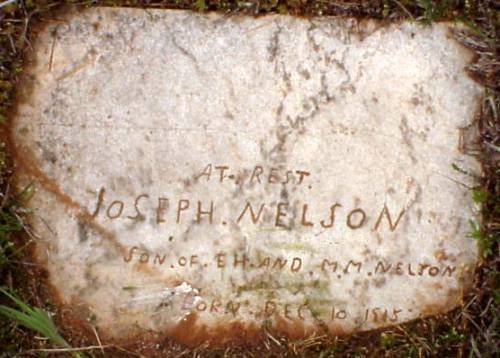 AT. REST.
JOSEPH. NELSON
SON. OF. E.H. AND. M.M. NELSON
BORN. DEC. 10 1915